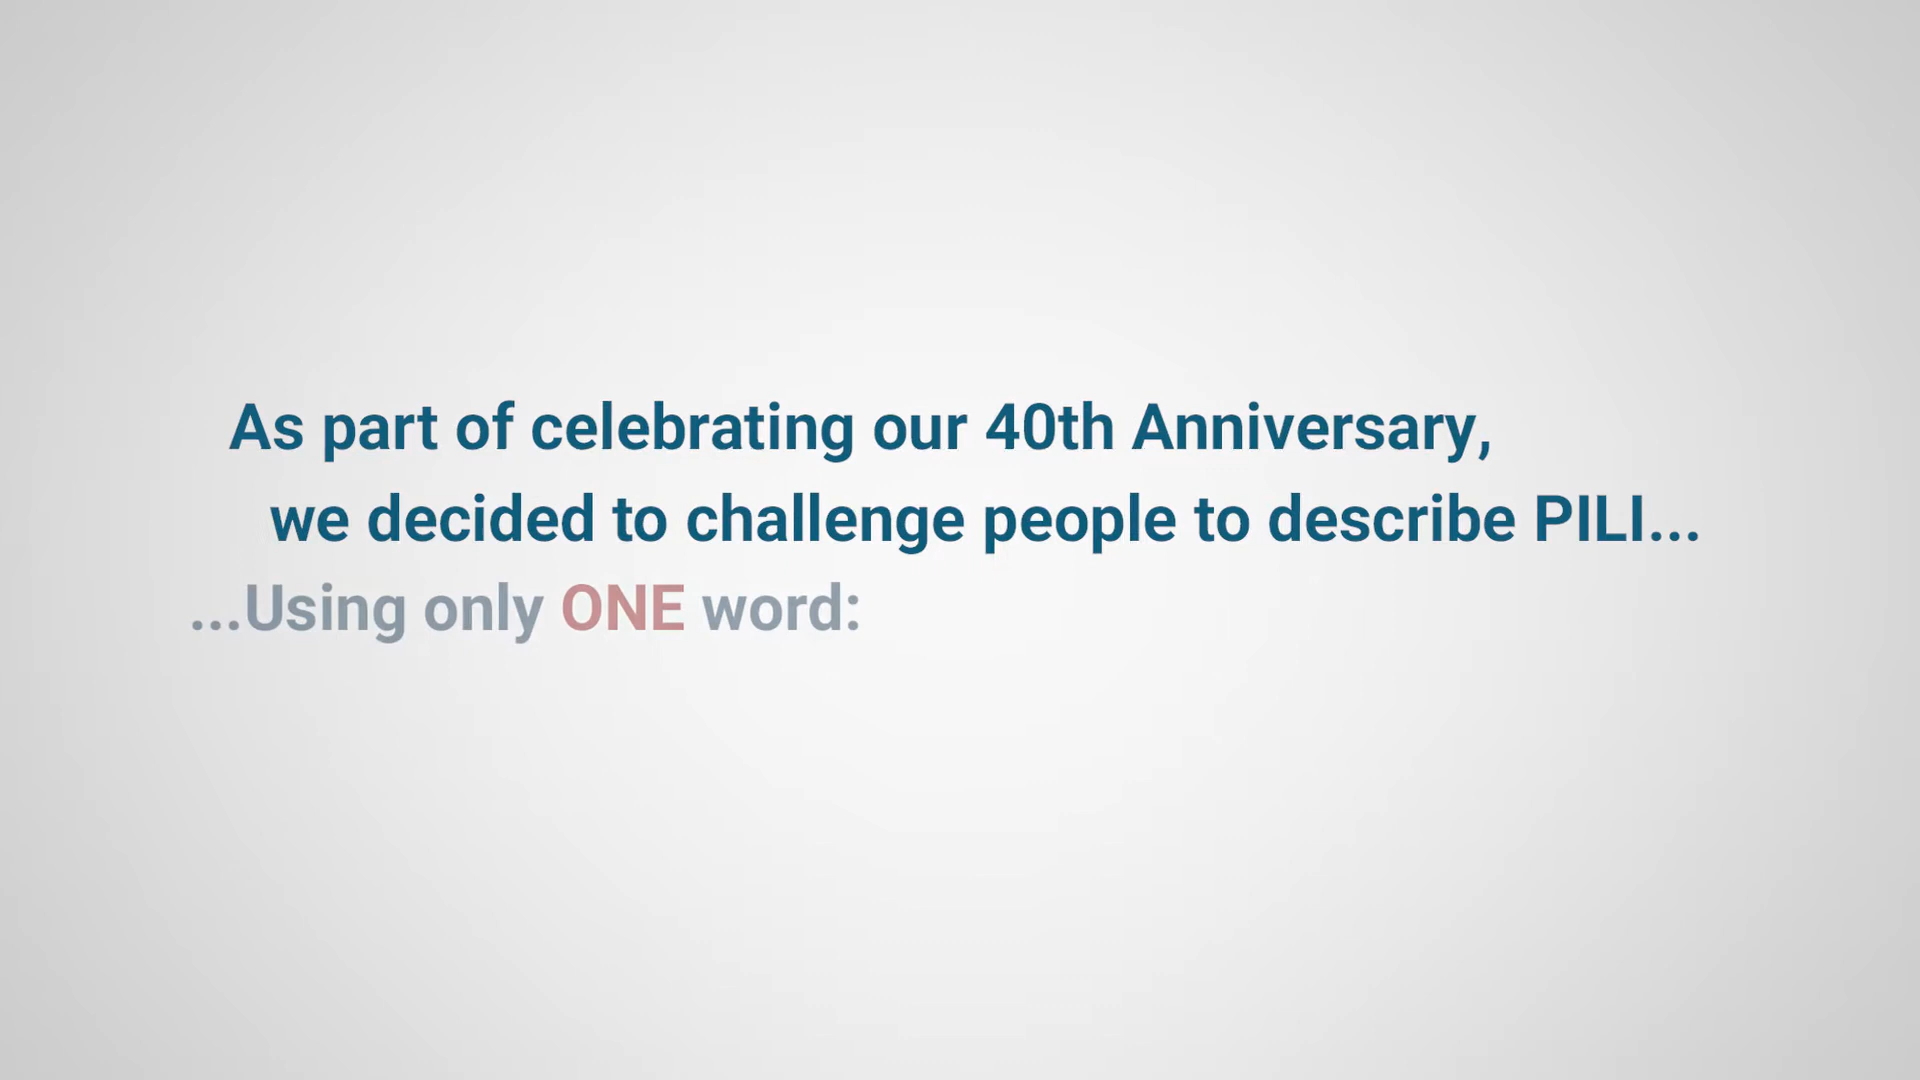 As part of celebrating our 40th Anniversary,
we decided to challenge people to describe PILI...
...Using only ONE word: